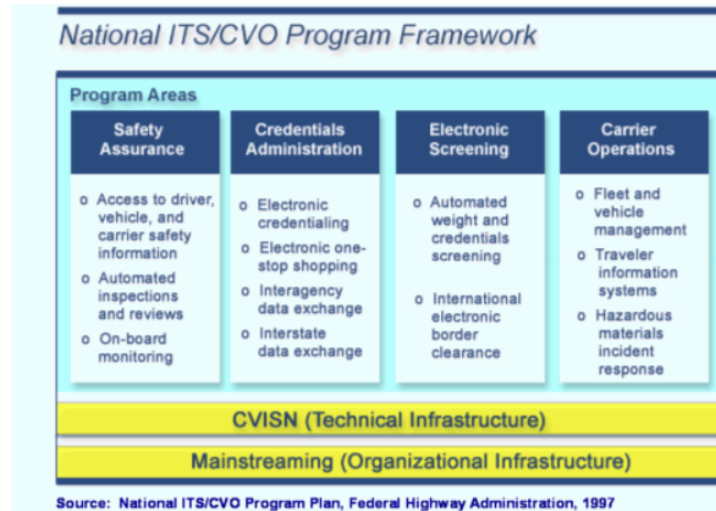 National ITS/CVO Program Framework
Program Areas
Safety
Assurance
o Access to driver,
vehicle, and
carrier safety
information
o Automated
inspections
and reviews
o On-board
monitoring
Credentials
Administration
o Electronic
credentialing
o Electronic one-
stop shopping
o Interagency
data exchange
o Interstate
data exchange
Electronic
Screening
o Automated
weight and
credentials
screening
o International
electronic
border
clearance
Carrier
Operations
o Fleet and
vehicle
management
o Traveler
information
systems
o Hazardous
materials
incident
response
CVISN (Technical Infrastructure)
Mainstreaming (Organizational Infrastructure)
Source: National ITS/CVO Program Plan, Federal Highway Administration, 1997